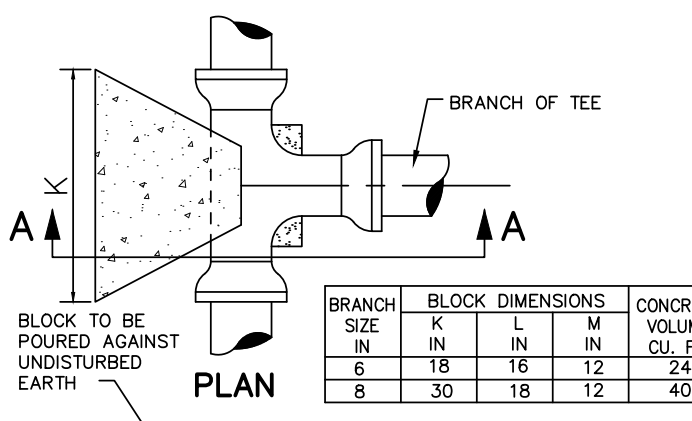 BRANCH OF TEE
K
A
A
BLOCK TO BE
POURED AGAINST
UNDISTURBED
EARTH
PLAN
BRANCH SIZE IN
BLOCK DIMENSIONS
K IN
L IN
M IN
CU.
6 18 16 12 24
8 30 18 12 40